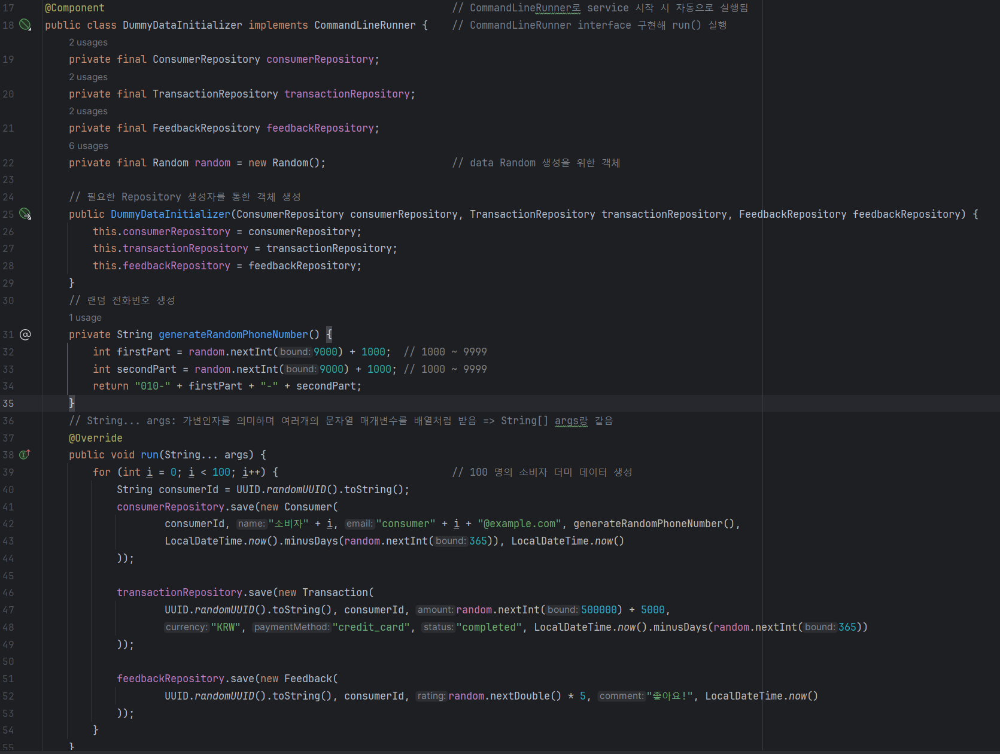 17 @Component // CommandLineRunner로 service 시작 시 자동으로 실행됨
18 public class DummyDataInitializer implements CommandLineRunner { // CommandLineRunner interface 구현해 run() 실행
2 usages
19 private final ConsumerRepository consumerRepository;
2 usages
20 private final TransactionRepository transactionRepository;
2 usages
21 private final FeedbackRepository feedbackRepository;
6 usages
22 private final Random random = new Random(); // data Random 생성을 위한 객체
23
24 // 필요한 Repository 생성자를 통한 객체 생성
25 public DummyDataInitializer(ConsumerRepository consumerRepository, TransactionRepository transactionRepository, FeedbackRepository feedbackRepository) {
26 this.consumerRepository = consumerRepository;
27 this.transactionRepository = transactionRepository;
28 this.feedbackRepository = feedbackRepository;
29 }
30 // 랜덤 전화번호 생성
1 usage
31 @ private String generateRandomPhoneNumber() {
32 int firstPart = random.nextInt( bound: 9000) + 1000; // 1000 ~ 9999
33 int secondPart = random.nextInt( bound: 9000) + 1000; // 1000 ~ 9999
34 return "010-" + firstPart + "-" + secondPart;
35 }
36 // String... args: 가변인자를 의미하며 여러개의 문자열 매개변수를 배열처럼 받음 => String[] args랑 같음
37 @Override
38 public void run(String... args) {
39 for (int i = 0; i < 100; i++) { // 100 명의 소비자 더미 데이터 생성
40 String consumerId = UUID.randomUUID().toString();
41 consumerRepository.save(new Consumer(
42 consumerId, name: "소비자" + i, email: "consumer" + i + "@example.com", generateRandomPhoneNumber(),
43 LocalDateTime.now().minusDays(random.nextInt( bound: 365)), LocalDateTime.now()
44 ));
45
46 transactionRepository.save(new Transaction(
47 UUID.randomUUID().toString(), consumerId, amount: random.nextInt( bound: 500000) + 5000,
48 currency: "KRW", paymentMethod: "credit_card", status: "completed", LocalDateTime.now().minusDays(random.nextInt( bound: 365))
49 ));
50
51 feedbackRepository.save(new Feedback(
52 UUID.randomUUID().toString(), consumerId, rating: random.nextDouble() * 5, comment: "좋아요!", LocalDateTime.now()
53 ));
54 }
55 }